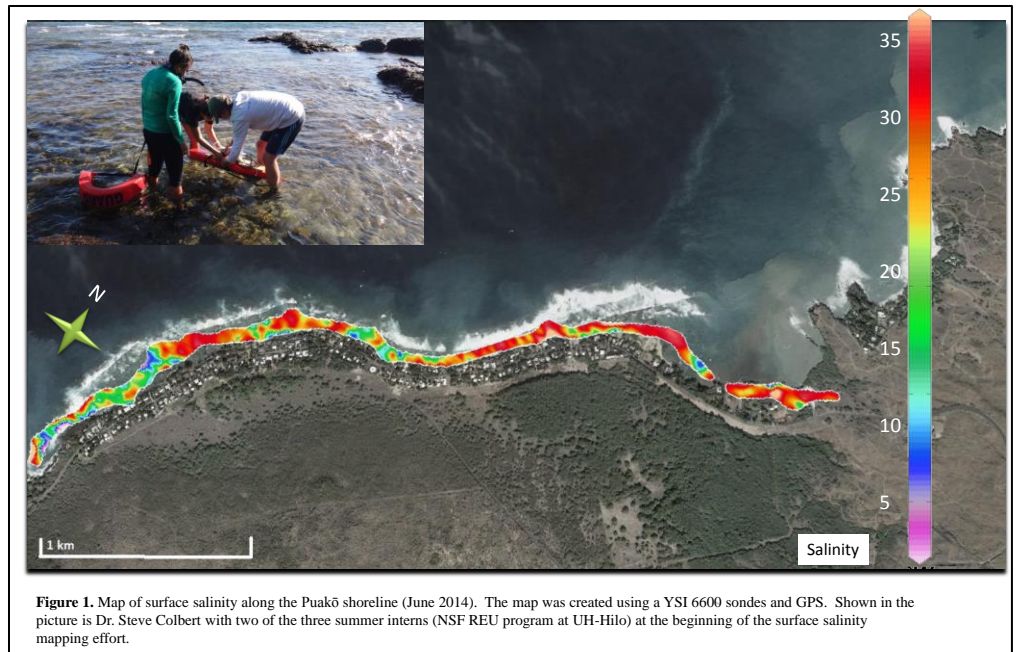 35
30
25
20
15
10
5
N
GUARD
1 km
Salinity
Figure 1. Map of surface salinity along the Puakō shoreline (June 2014). The map was created using a YSI 6600 sondes and GPS. Shown in the
picture is Dr. Steve Colbert with two of the three summer interns (NSF REU program at UH-Hilo) at the beginning of the surface salinity
mapping effort.